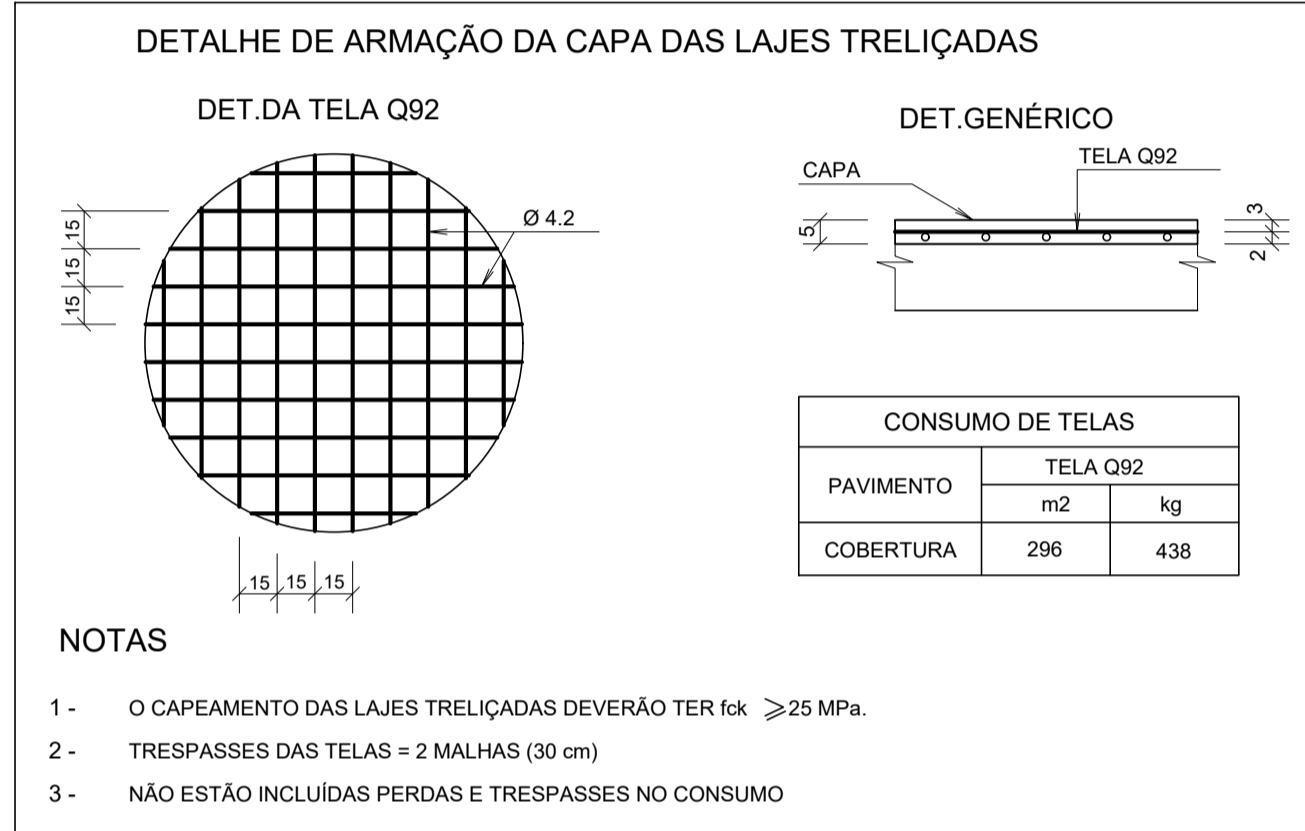 DETALHE DE ARMAÇÃO DA CAPA DAS LAJES TRELIÇADAS
DET.DA TELA Q92
15
15
15
Ø 4.2
15 15 15
DET.GENÉRICO
CAPA
TELA Q92
5
3
2
CONSUMO DE TELAS
PAVIMENTO
TELA Q92
m2 kg
COBERTURA 296 438
NOTAS
1 - O CAPEAMENTO DAS LAJES TRELIÇADAS DEVERÃO TER fck ⩾25 MPa.
2 - TRESPASSES DAS TELAS = 2 MALHAS (30 cm)
3 - NÃO ESTÃO INCLUÍDAS PERDAS E TRESPASSES NO CONSUMO